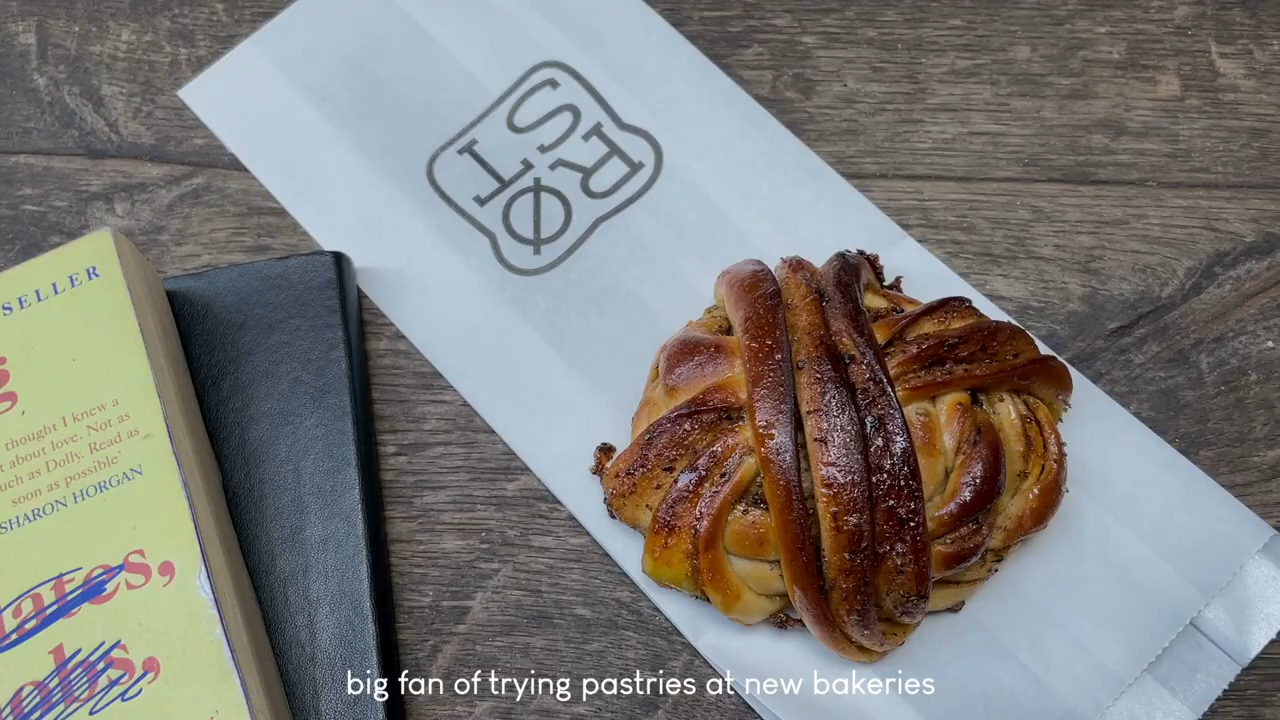 SELLER
thought I knew a
about love. Not as
as Dolly. Read as
soon as possible'
SHARON HORGAN
RØST
big fan of trying pastries at new bakeries